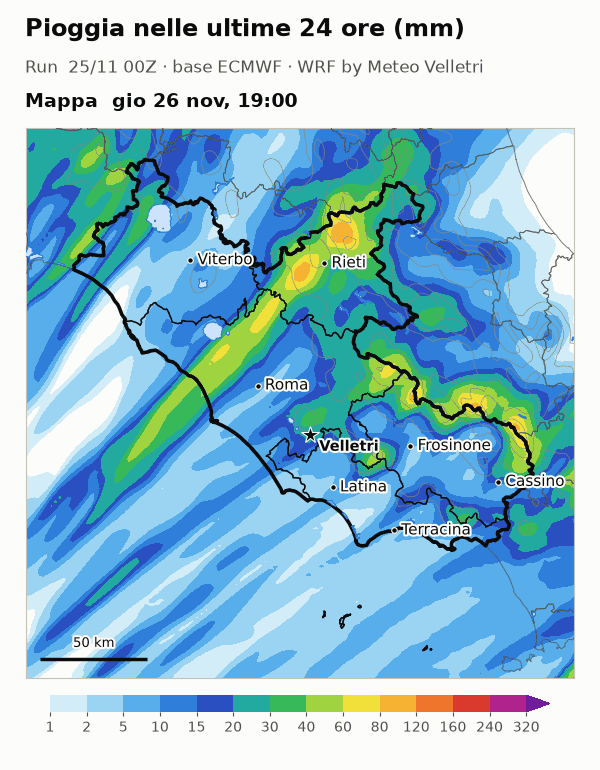 Pioggia nelle ultime 24 ore (mm)
Run 25/11 00Z · base ECMWF · WRF by Meteo Velletri
Mappa gio 26 nov, 19:00
Viterbo
Rieti
Roma
Velletri
Frosinone
Cassino
Latina
Terracina
50 km
1 2 5 10 15 20 30 40 60 80 120 160 240 320